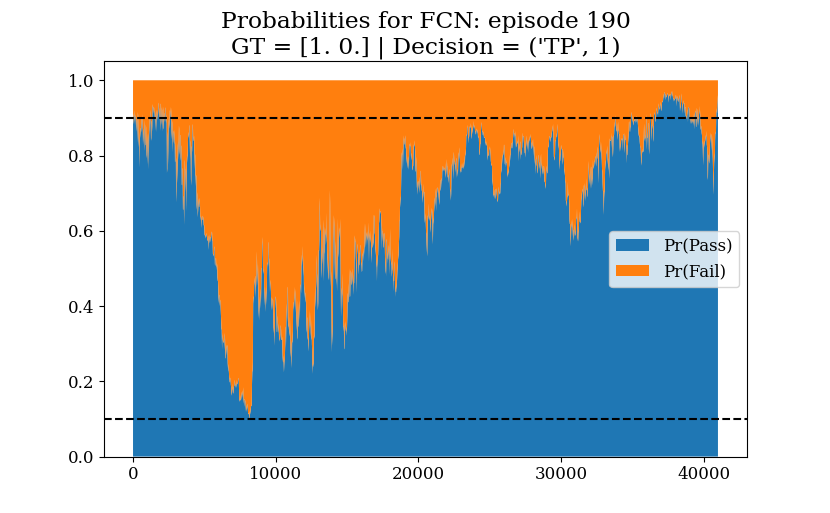 Probabilities for FCN: episode 190
GT = [1. 0.] | Decision = ('TP', 1)
1.0
0.8
0.6
0.4
0.2
0.0
Pr(Pass)
Pr(Fail)
0
10000
20000
30000
40000